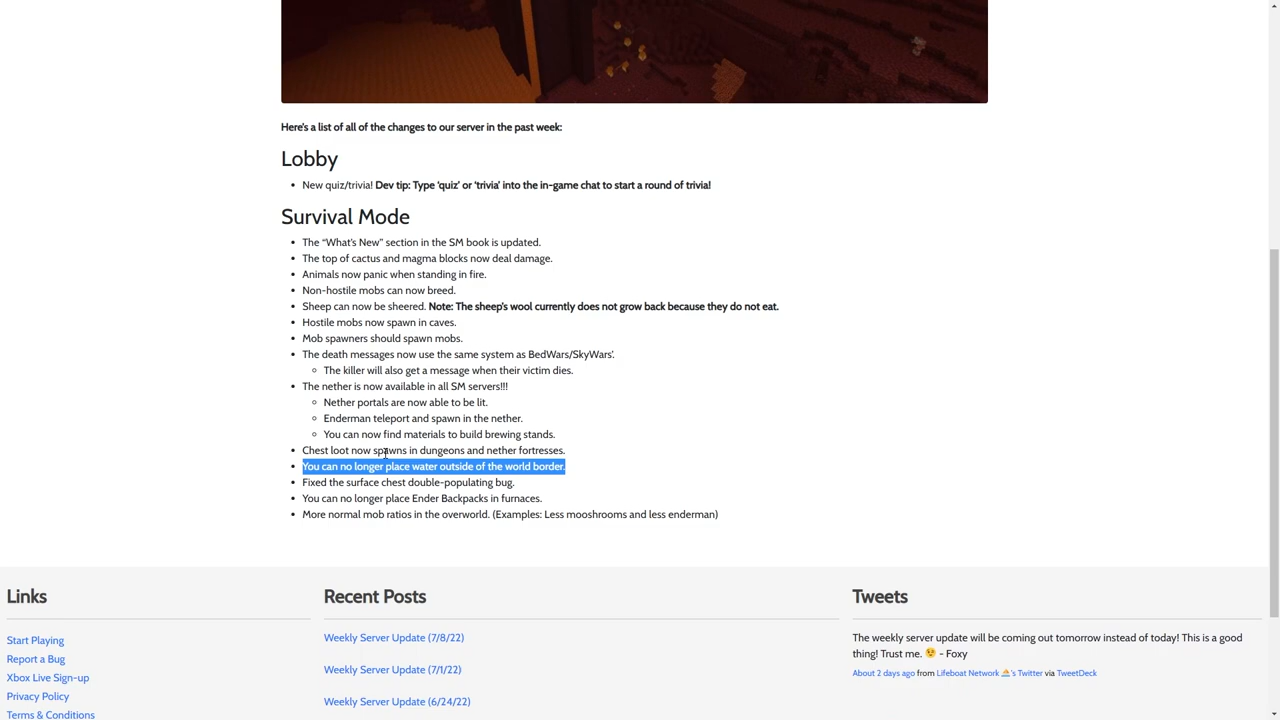 Here's a list of all of the changes to our server in the past week:
Lobby
• New quiz/trivia! Dev tip: Type 'quiz' or 'trivia' into the in-game chat to start a round of trivia!
Survival Mode
• The “What's New” section in the SM book is updated.
• The top of cactus and magma blocks now deal damage.
• Animals now panic when standing in fire.
• Non-hostile mobs can now breed.
• Sheep can now be sheered. Note: The sheep's wool currently does not grow back because they do not eat.
• Hostile mobs now spawn in caves.
• Mob spawners should spawn mobs.
• The death messages now use the same system as BedWars/SkyWars'.
◦ The killer will also get a message when their victim dies.
• The nether is now available in all SM servers!!!
◦ Nether portals are now able to be lit.
◦ Enderman teleport and spawn in the nether.
◦ You can now find materials to build brewing stands.
• Chest loot now spawns in dungeons and nether fortresses.
• You can no longer place water outside of the world border.
• Fixed the surface chest double-populating bug.
• You can no longer place Ender Backpacks in furnaces.
• More normal mob ratios in the overworld. (Examples: Less mooshrooms and less enderman)
Links
Start Playing
Report a Bug
Xbox Live Sign-up
Privacy Policy
Terms & Conditions
Recent Posts
Weekly Server Update (7/8/22)
Weekly Server Update (7/1/22)
Weekly Server Update (6/24/22)
Tweets
The weekly server update will be coming out tomorrow instead of today! This is a good
thing! Trust me. 😉 - Foxy
About 2 days ago from Lifeboat Network ⛵'s Twitter via TweetDeck